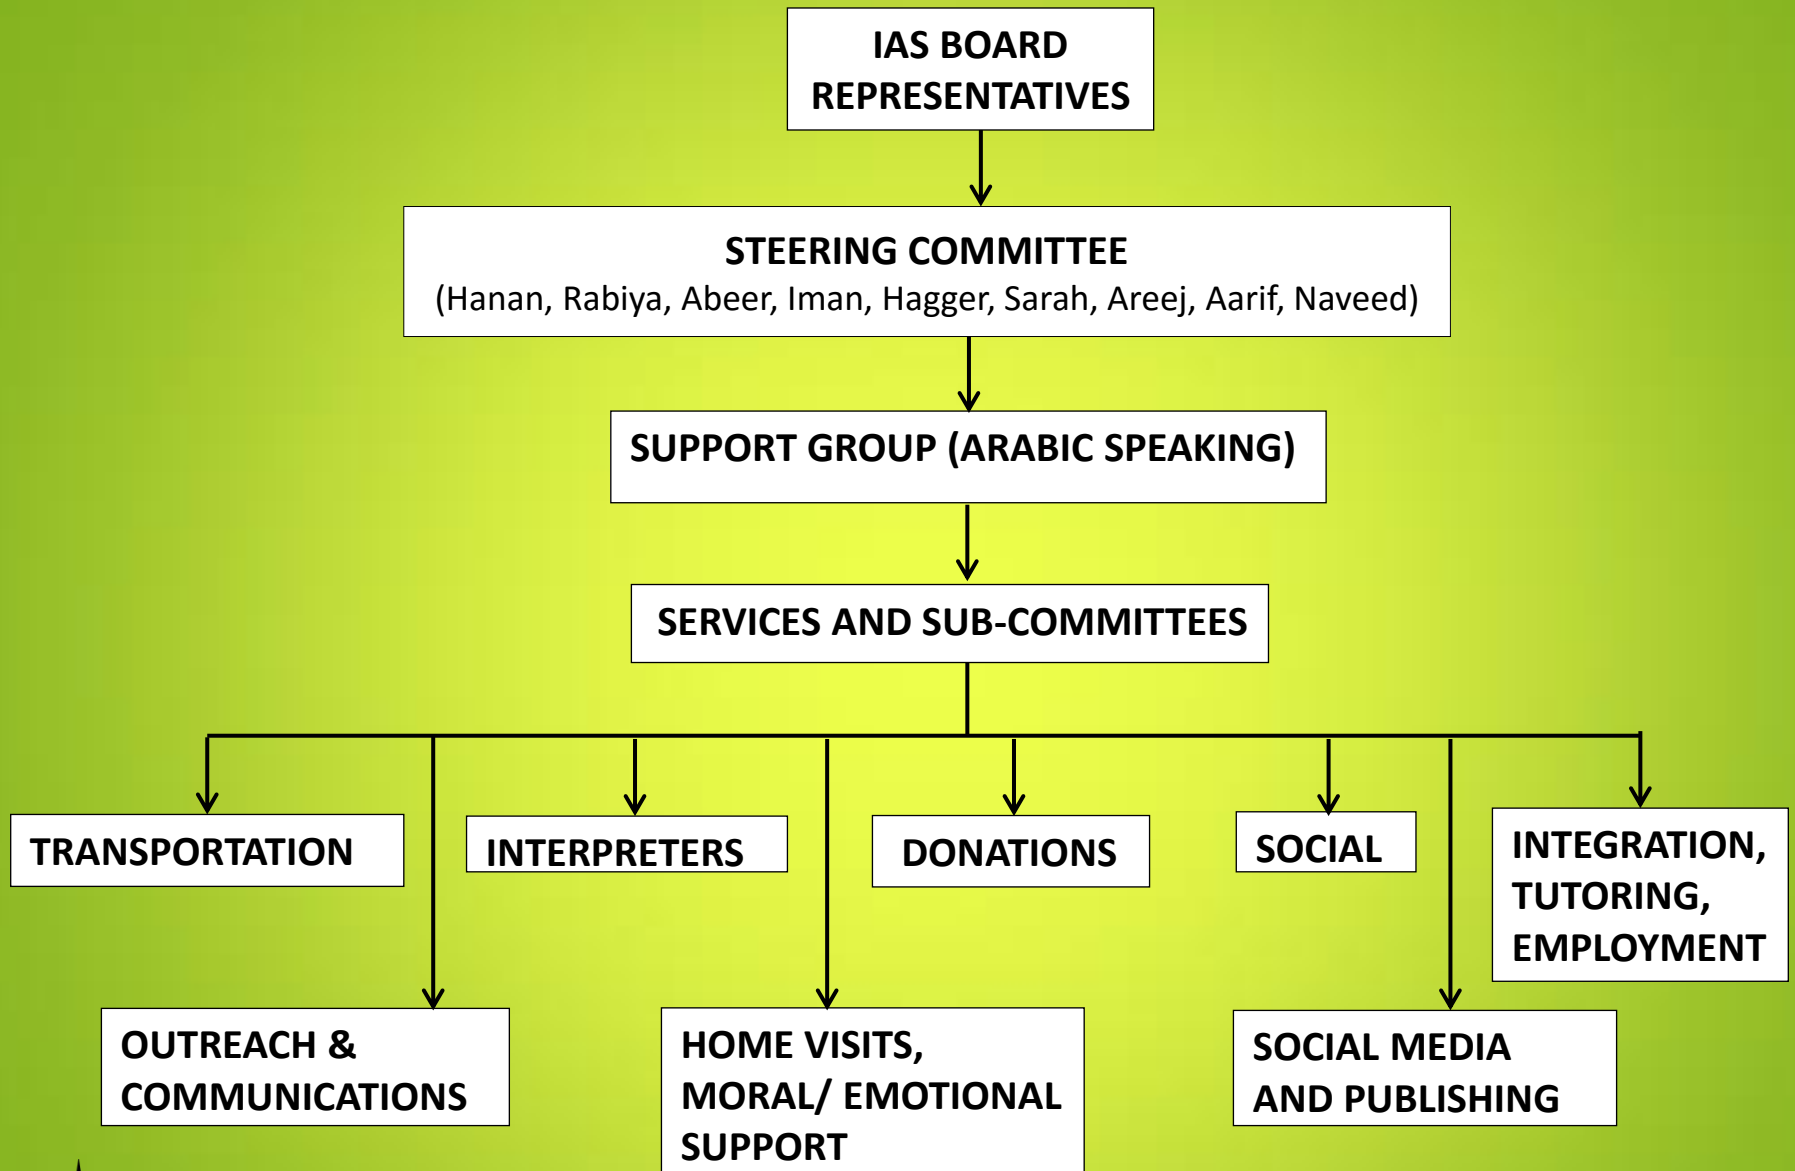 IAS BOARD
REPRESENTATIVES
STEERING COMMITTEE
(Hanan, Rabiya, Abeer, Iman, Hagger, Sarah, Areej, Aarif, Naveed)
SUPPORT GROUP (ARABIC SPEAKING)
SERVICES AND SUB-COMMITTEES
TRANSPORTATION
INTERPRETERS
DONATIONS
SOCIAL
INTEGRATION,
TUTORING,
EMPLOYMENT
OUTREACH &
COMMUNICATIONS
HOME VISITS,
MORAL/ EMOTIONAL
SUPPORT
SOCIAL MEDIA
AND PUBLISHING